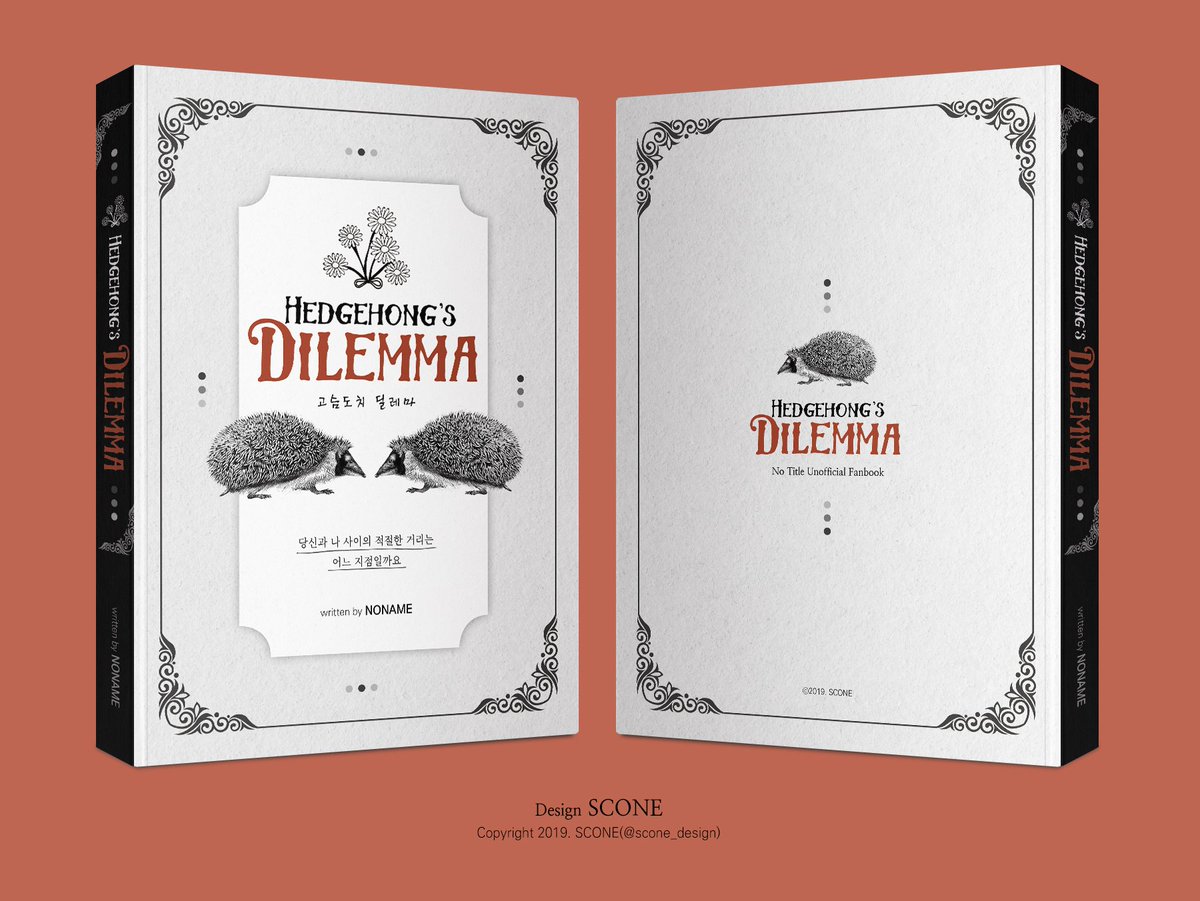 HEDGEHONG'S
DILEMMA
written by NONAME
HEDGEHONG'S
DILEMMA
고슴도치 딜레마
당신과 나 사이의 적절한 거리는
어느 지점일까요
written by NONAME
HEDGEHONG'S
DILEMMA
No Title Unofficial Fanbook
©2019. SCONE
HEDGEHONG'S
DILEMMA
written by NONAME
Design SCONE
Copyright 2019. SCONE(@scone_design)